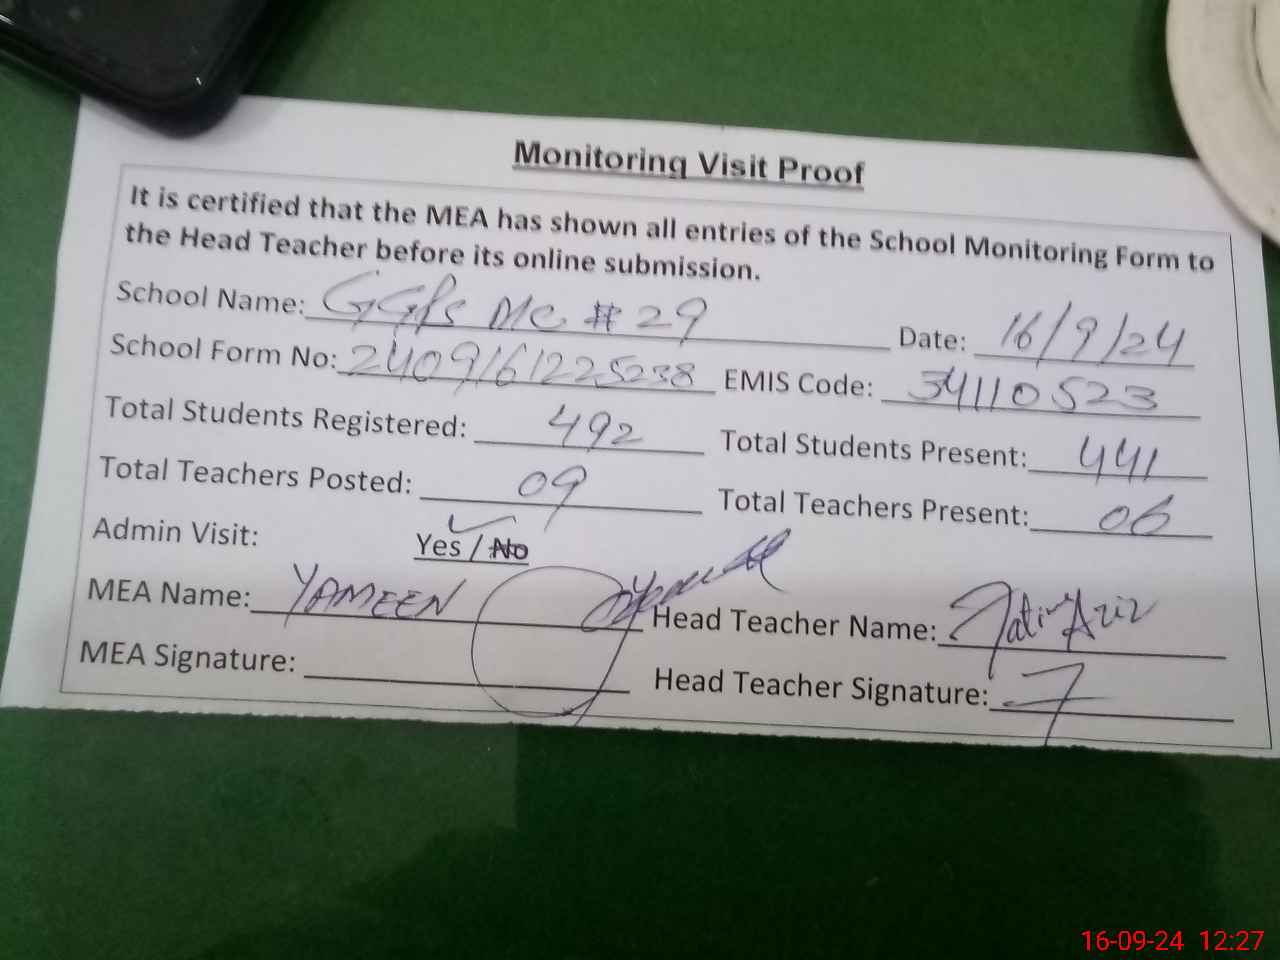 Monitoring Visit Proof
It is certified that the MEA has shown all entries of the School Monitoring Form to
the Head Teacher before its online submission.
School Name: GGPS MC # 29 Date: 16/9/24
School Form No: 2409161225238 EMIS Code: 34110523
Total Students Registered: 492 Total Students Present: 441
Total Teachers Posted: 09 Total Teachers Present: 06
Admin Visit: Yes / No
MEA Name: YAMEEN Head Teacher Name: Aziz
MEA Signature: Head Teacher Signature:
16-09-24 12:27